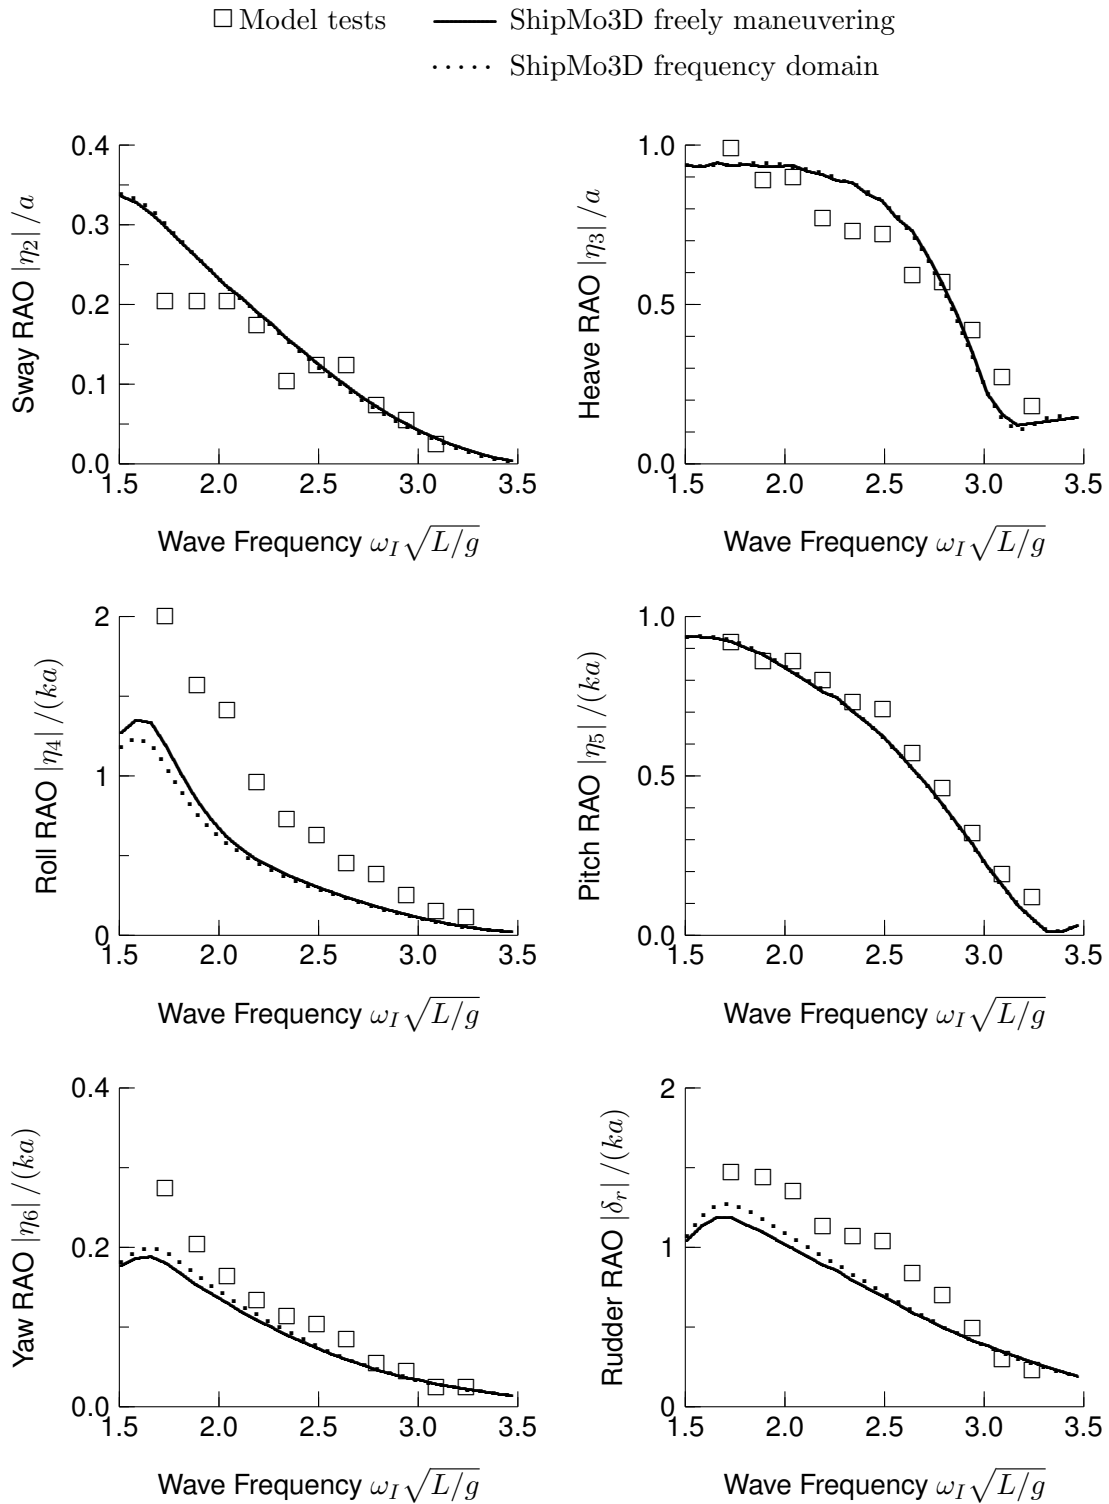 □ Model tests —— ShipMo3D freely maneuvering
····· ShipMo3D frequency domain
0.4
0.3
0.2
0.1
0.0
1.5 2.0 2.5 3.0 3.5
Sway RAO |η₂| /a
Wave Frequency ω_I √(L/g)
1.0
0.5
0.0
1.5 2.0 2.5 3.0 3.5
Heave RAO |η₃| /a
Wave Frequency ω_I √(L/g)
2
1
0
1.5 2.0 2.5 3.0 3.5
Roll RAO |η₄| /(ka)
Wave Frequency ω_I √(L/g)
1.0
0.5
0.0
1.5 2.0 2.5 3.0 3.5
Pitch RAO |η₅| /(ka)
Wave Frequency ω_I √(L/g)
0.4
0.2
0.0
1.5 2.0 2.5 3.0 3.5
Yaw RAO |η₆| /(ka)
Wave Frequency ω_I √(L/g)
2
1
0
1.5 2.0 2.5 3.0 3.5
Rudder RAO |δᵣ| /(ka)
Wave Frequency ω_I √(L/g)